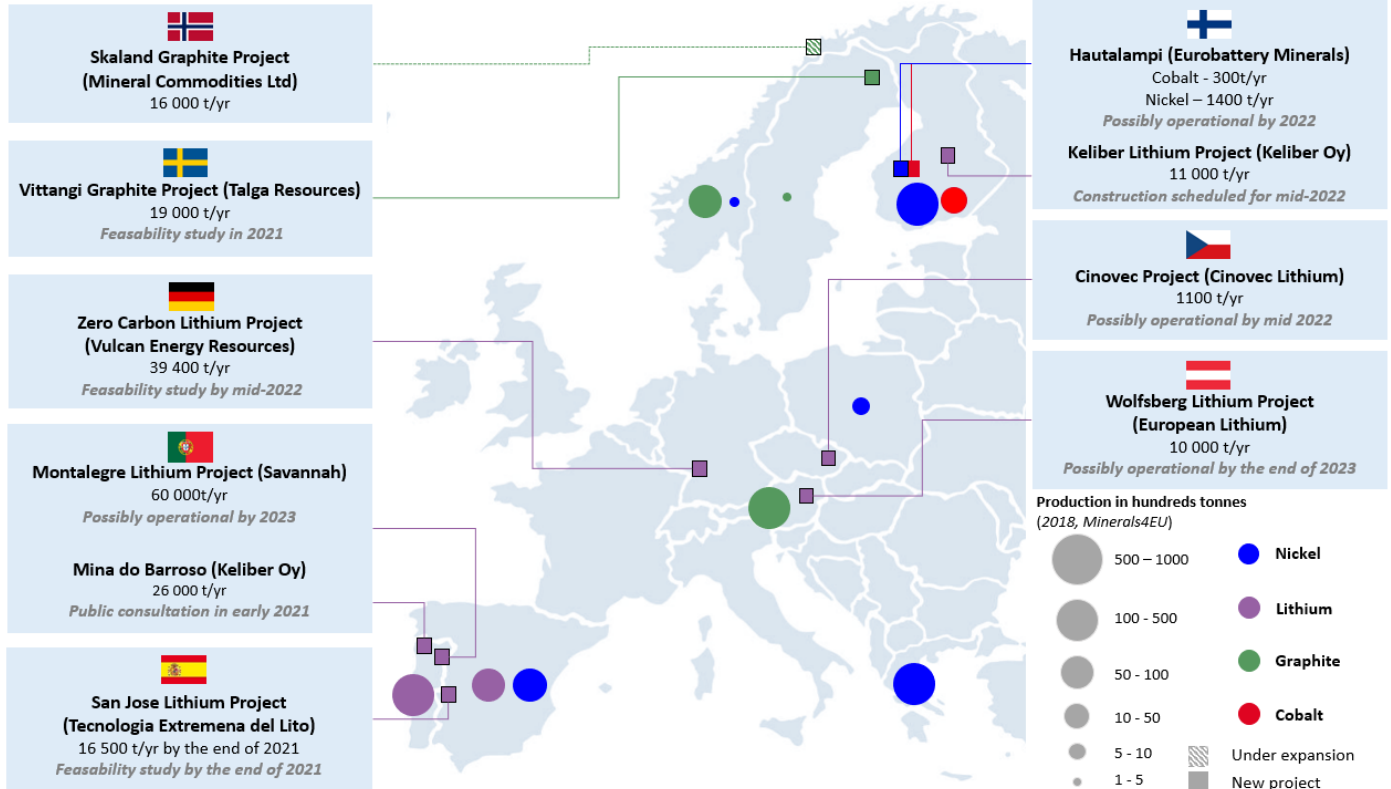 Skaland Graphite Project
(Mineral Commodities Ltd)
16 000 t/yr
Vittangi Graphite Project (Talga Resources)
19 000 t/yr
Feasability study in 2021
Zero Carbon Lithium Project
(Vulcan Energy Resources)
39 400 t/yr
Feasability study by mid-2022
Montalegre Lithium Project (Savannah)
60 000t/yr
Possibly operational by 2023
Mina do Barroso (Keliber Oy)
26 000 t/yr
Public consultation in early 2021
San Jose Lithium Project
(Tecnologia Extremena del Lito)
16 500 t/yr by the end of 2021
Feasability study by the end of 2021
Hautalampi (Eurobattery Minerals)
Cobalt - 300t/yr
Nickel – 1400 t/yr
Possibly operational by 2022
Keliber Lithium Project (Keliber Oy)
11 000 t/yr
Construction scheduled for mid-2022
Cinovec Project (Cinovec Lithium)
1100 t/yr
Possibly operational by mid 2022
Wolfsberg Lithium Project
(European Lithium)
10 000 t/yr
Possibly operational by the end of 2023
Production in hundreds tonnes
(2018, Minerals4EU)
500 – 1000
100 - 500
50 - 100
10 - 50
5 - 10
1 - 5
Nickel
Lithium
Graphite
Cobalt
Under expansion
New project